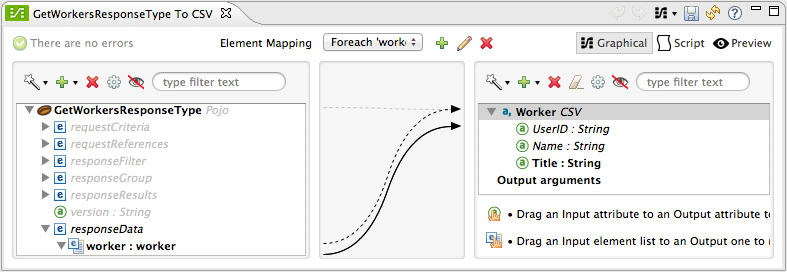 GetWorkersResponseType To CSV
There are no errors
Element Mapping
Foreach 'worke
Graphical
Script
Preview
type filter text
GetWorkersResponseType Pojo
requestCriteria
requestReferences
responseFilter
responseGroup
responseResults
version : String
responseData
worker : worker
type filter text
Worker CSV
UserID : String
Name : String
Title : String
Output arguments
• Drag an Input attribute to an Output attribute to
• Drag an Input element list to an Output one to